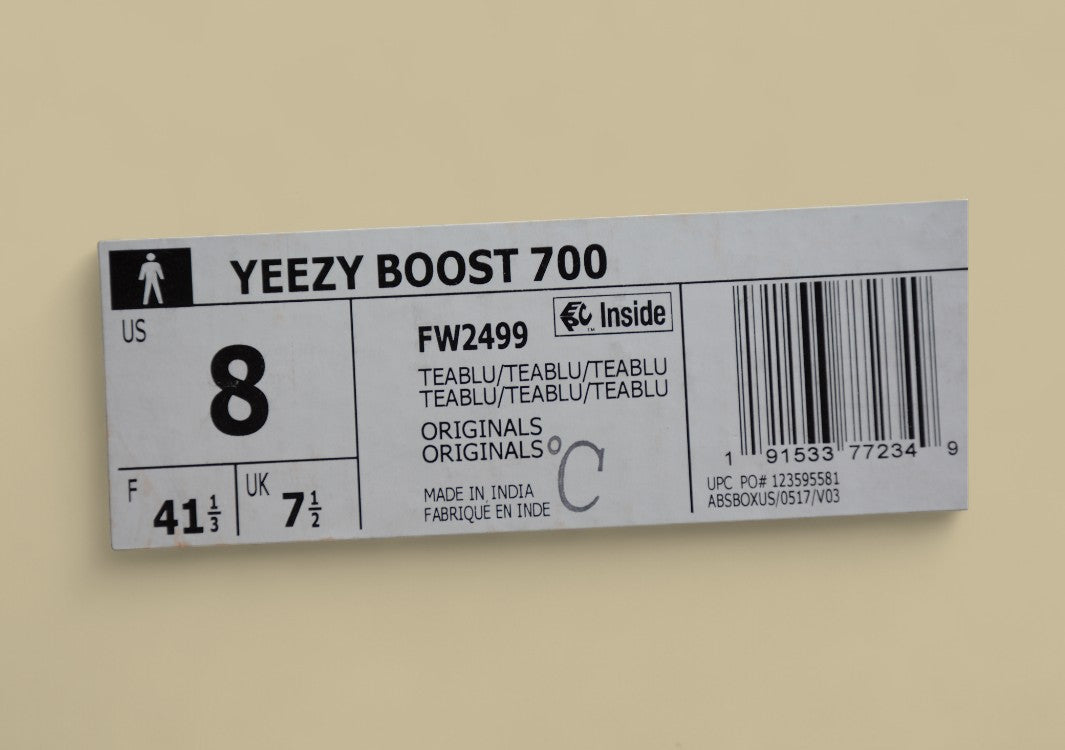 YEEZY BOOST 700
US
8
F
41 1/3
UK
7 1/2
FW2499
Inside
TEABLU/TEABLU/TEABLU
TEABLU/TEABLU/TEABLU
ORIGINALS
ORIGINALS
°C
MADE IN INDIA
FABRIQUÉ EN INDE
1 91533 77234 9
UPC PO# 123595581
ABSBOXUS/0517/V03